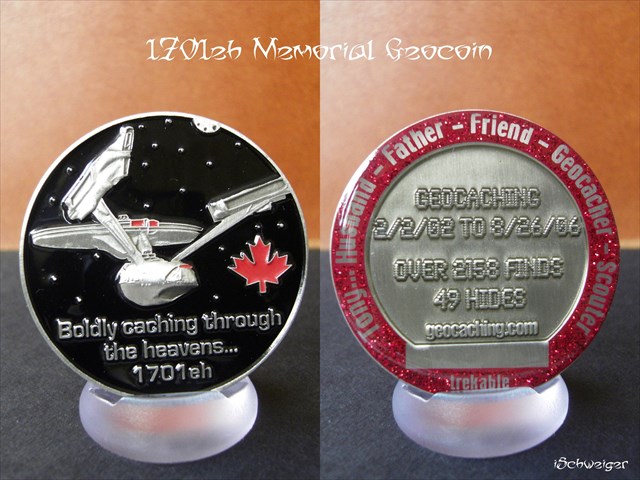 1701eh Memorial Geocoin
Boldly caching through
the heavens...
1701eh
Tony... Husband - Father - Friend - Geocacher - Scouter
GEOCACHING
2/2/02 TO 8/26/06
OVER 2158 FINDS
49 HIDES
geocaching.com
trekable
iSchweiger